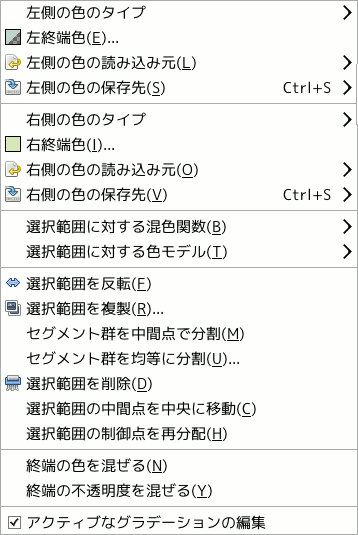 左側の色のタイプ
左終端色(E)...
左側の色の読み込み元(L)
左側の色の保存先(S) Ctrl+S
右側の色のタイプ
右終端色(I)...
右側の色の読み込み元(O)
右側の色の保存先(V) Ctrl+S
選択範囲に対する混色関数(B)
選択範囲に対する色モデル(T)
選択範囲を反転(F)
選択範囲を複製(R)...
セグメント群を中間点で分割(M)
セグメント群を均等に分割(U)...
選択範囲を削除(D)
選択範囲の中間点を中央に移動(C)
選択範囲の制御点を再分配(H)
終端の色を混ぜる(N)
終端の不透明度を混ぜる(Y)
アクティブなグラデーションの編集